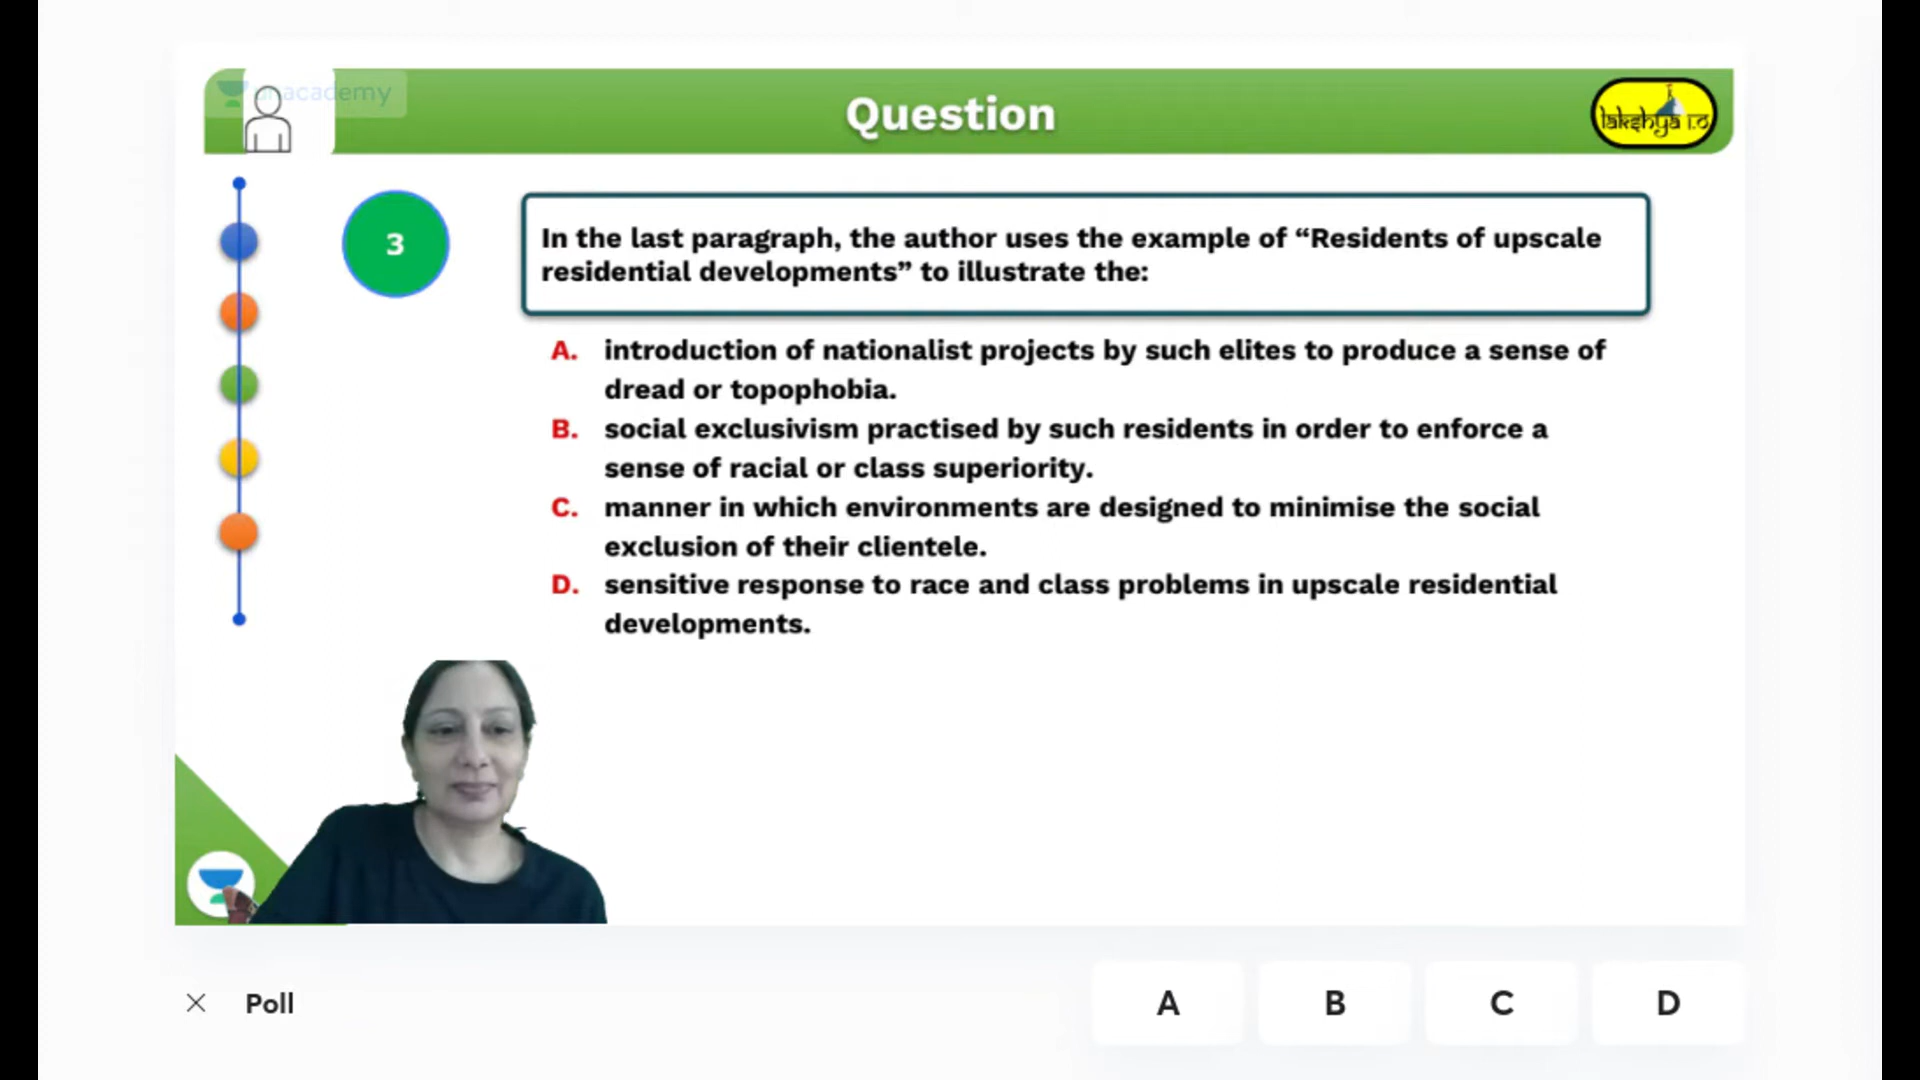 unacademy
Question
lakshya 1.0
3
In the last paragraph, the author uses the example of “Residents of upscale
residential developments” to illustrate the:
A. introduction of nationalist projects by such elites to produce a sense of
dread or topophobia.
B. social exclusivism practised by such residents in order to enforce a
sense of racial or class superiority.
C. manner in which environments are designed to minimise the social
exclusion of their clientele.
D. sensitive response to race and class problems in upscale residential
developments.
Poll
A
B
C
D